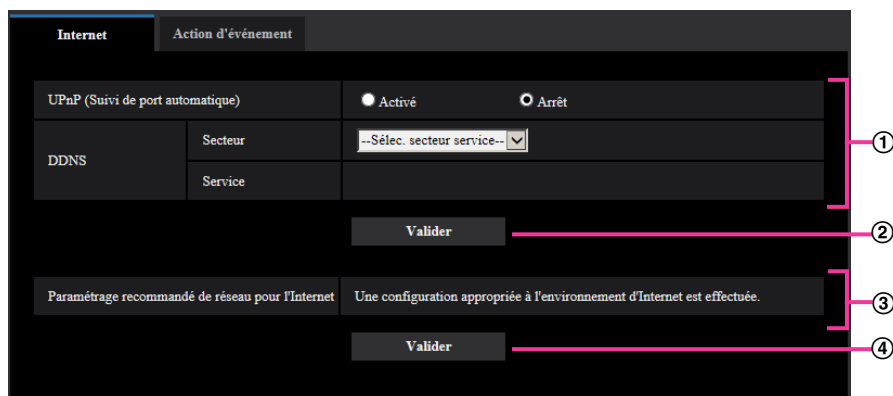 Internet
Action d'événement
UPnP (Suivi de port automatique)
Activé
Arrêt
DDNS
Secteur
--Sélec. secteur service--
Service
①
Valider
②
Paramétrage recommandé de réseau pour l'Internet
Une configuration appropriée à l'environnement d'Internet est effectuée.
③
Valider
④